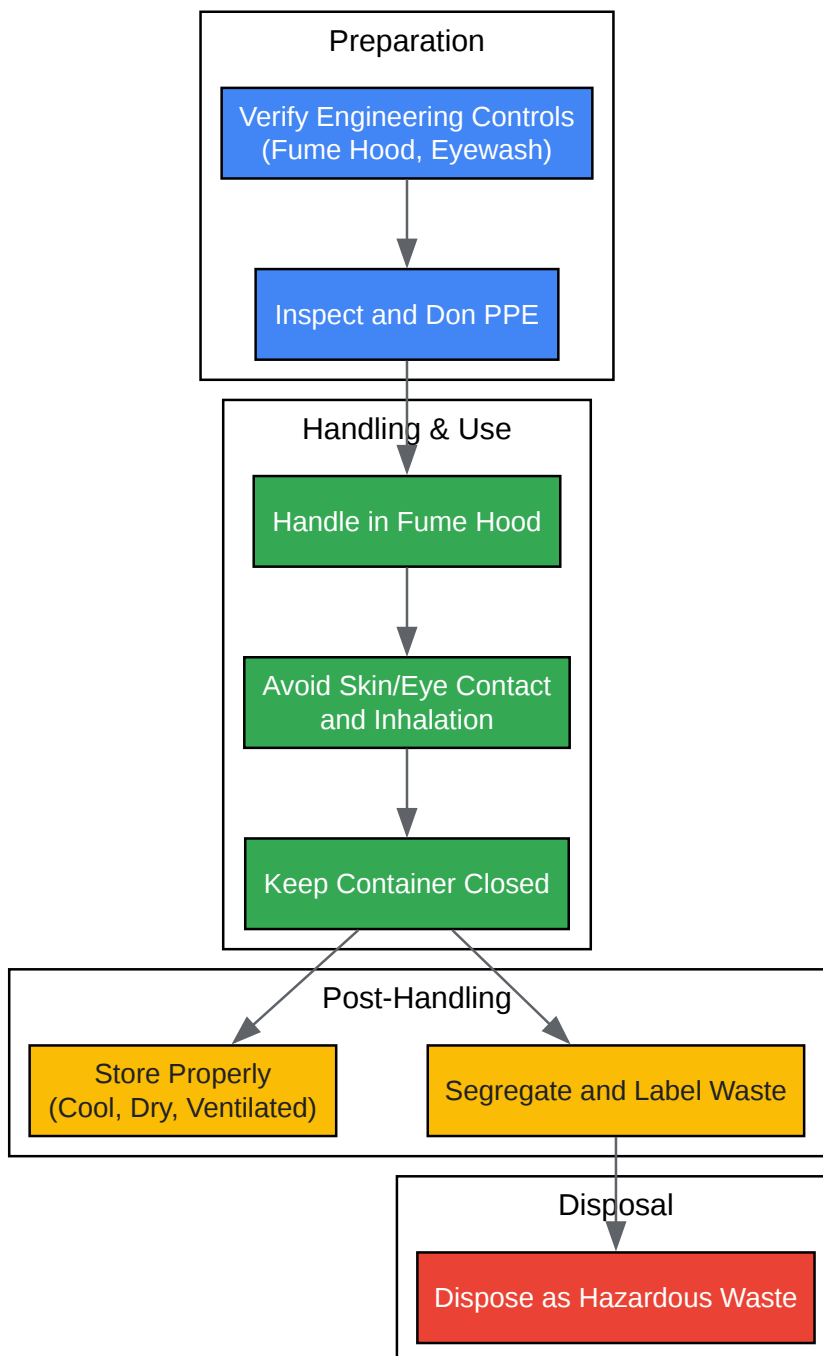 Preparation
Verify Engineering Controls
(Fume Hood, Eyewash)
Inspect and Don PPE
Handling & Use
Handle in Fume Hood
Avoid Skin/Eye Contact
and Inhalation
Keep Container Closed
Post-Handling
Store Properly
(Cool, Dry, Ventilated)
Segregate and Label Waste
Disposal
Dispose as Hazardous Waste